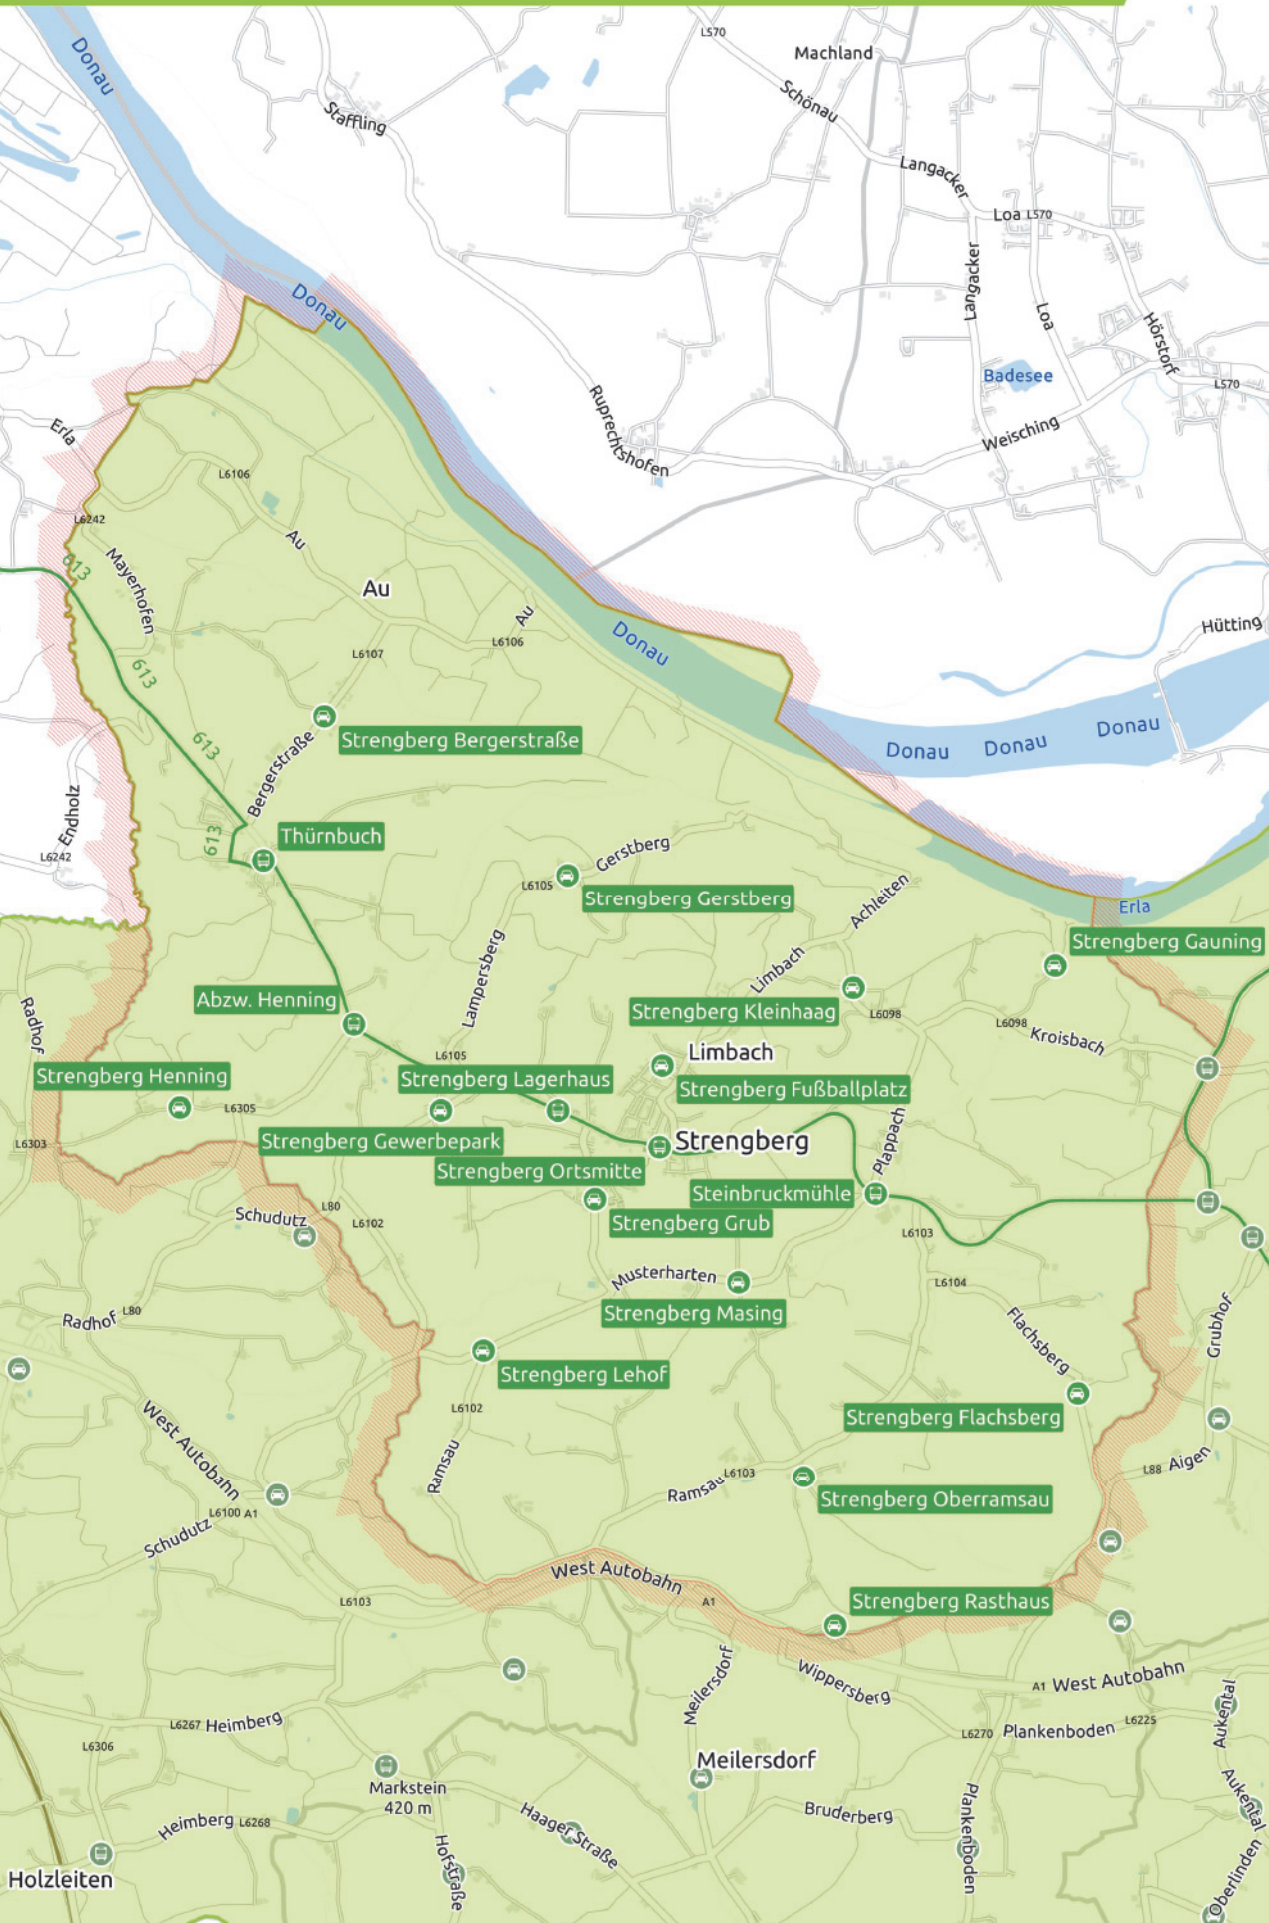 L570
Machland
Donau
Schönau
Staffling
Langacker
Loa L570
Langacker
Donau
Loa
Hörstorf
Badesee
L570
Ruprechtshofen
Weisching
Erla
L6106
L6242
Au
613
Mayerhofen
Au
Au
Hütting
L6106
Donau
L6107
613
Donau
Donau
Donau
613
Strengberg Bergerstraße
Bergerstraße
Endholz
Thürnbuch
613
L6242
Gerstberg
L6105
Strengberg Gerstberg
Achleiten
Erla
Strengberg Gauning
Lampersberg
Limbach
Abzw. Henning
Strengberg Kleinhaag
L6098
L6098
Kroisbach
Radhof
L6105
Limbach
Strengberg Henning
Strengberg Lagerhaus
Strengberg Fußballplatz
L6305
Strengberg Gewerbepark
Strengberg
Plappach
L6303
Strengberg Ortsmitte
Steinbruckmühle
L80
Schudutz
L6102
Strengberg Grub
L6103
Musterharten
L6104
Strengberg Masing
Radhof L80
Flachsberg
Grubhof
Strengberg Lehof
L6102
Strengberg Flachsberg
West Autobahn
Ramsau
L88 Aigen
Ramsau L6103
Strengberg Oberramsau
L6100 A1
Schudutz
West Autobahn
L6103
A1
Strengberg Rasthaus
Meilersdorf
Wippersberg
A1 West Autobahn
L6267 Heimberg
L6270
Plankenboden
L6225
Aukental
L6306
Meilersdorf
Markstein
420 m
Aukental
Heimberg L6268
Haager Straße
Bruderberg
Plankenboden
Hofstraße
Holzleiten
Oberlinden